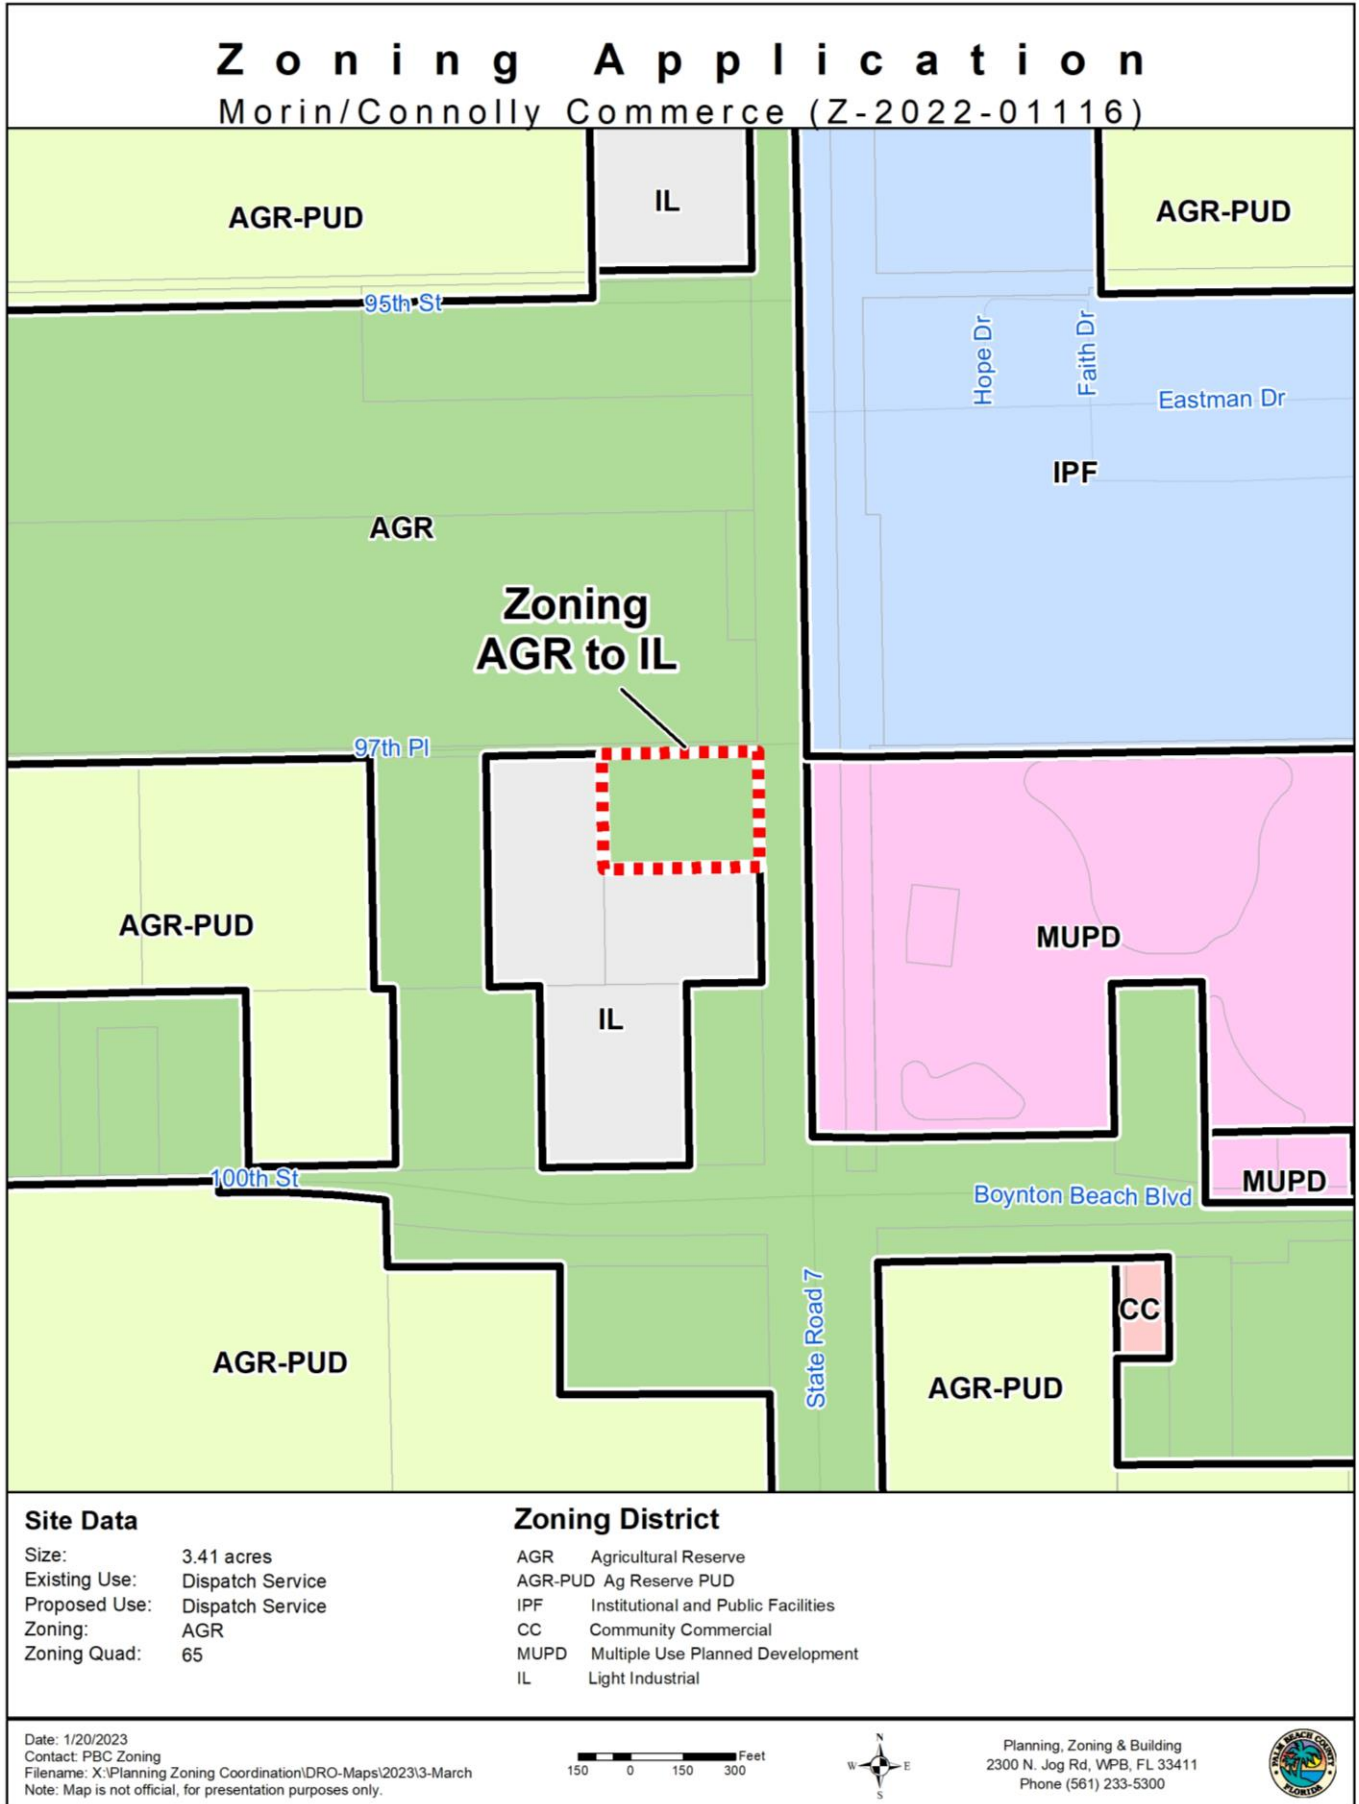 Zoning Application
Morin/Connolly Commerce (Z-2022-01116)
AGR-PUD
IL
AGR-PUD
95th St
Hope Dr
Faith Dr
Eastman Dr
IPF
AGR
Zoning
AGR to IL
97th Pl
AGR-PUD
MUPD
IL
100th St
Boynton Beach Blvd
MUPD
State Road 7
CC
AGR-PUD
AGR-PUD
Site Data
Size: 3.41 acres
Existing Use: Dispatch Service
Proposed Use: Dispatch Service
Zoning: AGR
Zoning Quad: 65
Zoning District
AGR Agricultural Reserve
AGR-PUD Ag Reserve PUD
IPF Institutional and Public Facilities
CC Community Commercial
MUPD Multiple Use Planned Development
IL Light Industrial
Date: 1/20/2023
Contact: PBC Zoning
Filename: X:\Planning Zoning Coordination\DRO-Maps\2023\3-March
Note: Map is not official, for presentation purposes only.
Feet
150 0 150 300
N
W E
S
Planning, Zoning & Building
2300 N. Jog Rd, WPB, FL 33411
Phone (561) 233-5300
PALM BEACH COUNTY
FLORIDA